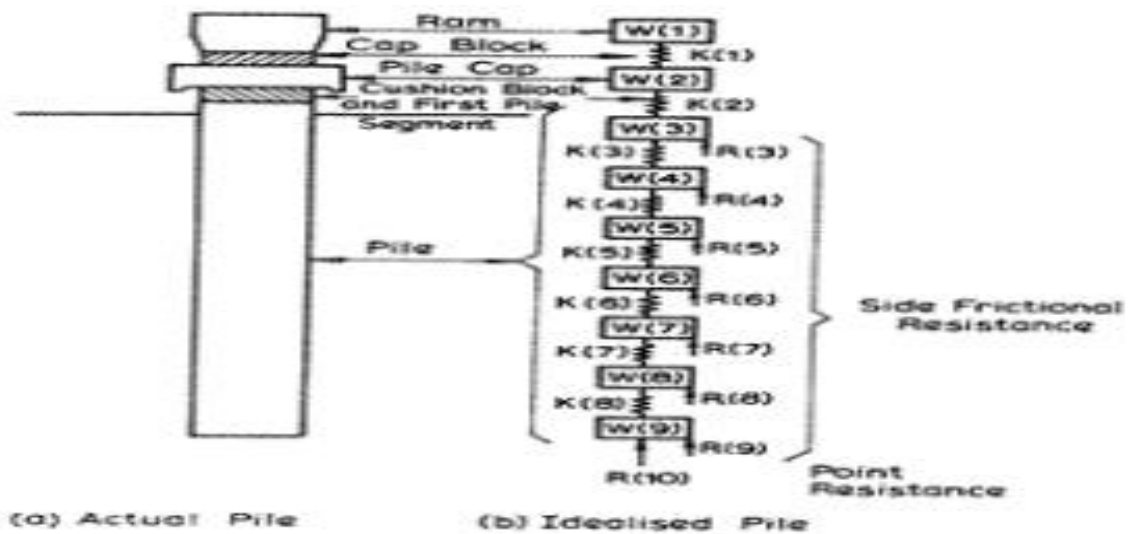 Ram
W(1)
Cap Block
K(1)
Pile Cap
W(2)
Cushion Block
and First Pile
K(2)
Segment
W(3)
K(3)
R(3)
W(4)
K(4)
R(4)
W(5)
Pile
K(5)
R(5)
W(6)
K(6)
R(6)
Side Frictional
Resistance
W(7)
K(7)
R(7)
W(8)
K(8)
R(8)
W(9)
R(9)
R(10)
Point
Resistance
(a) Actual Pile
(b) Idealised Pile